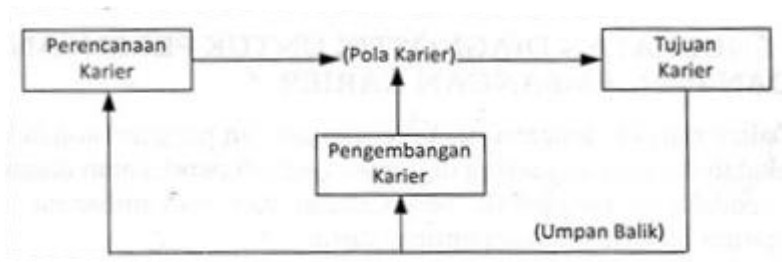 Perencanaan
Karier
(Pola Karier)
Tujuan
Karier
Pengembangan
Karier
(Umpan Balik)